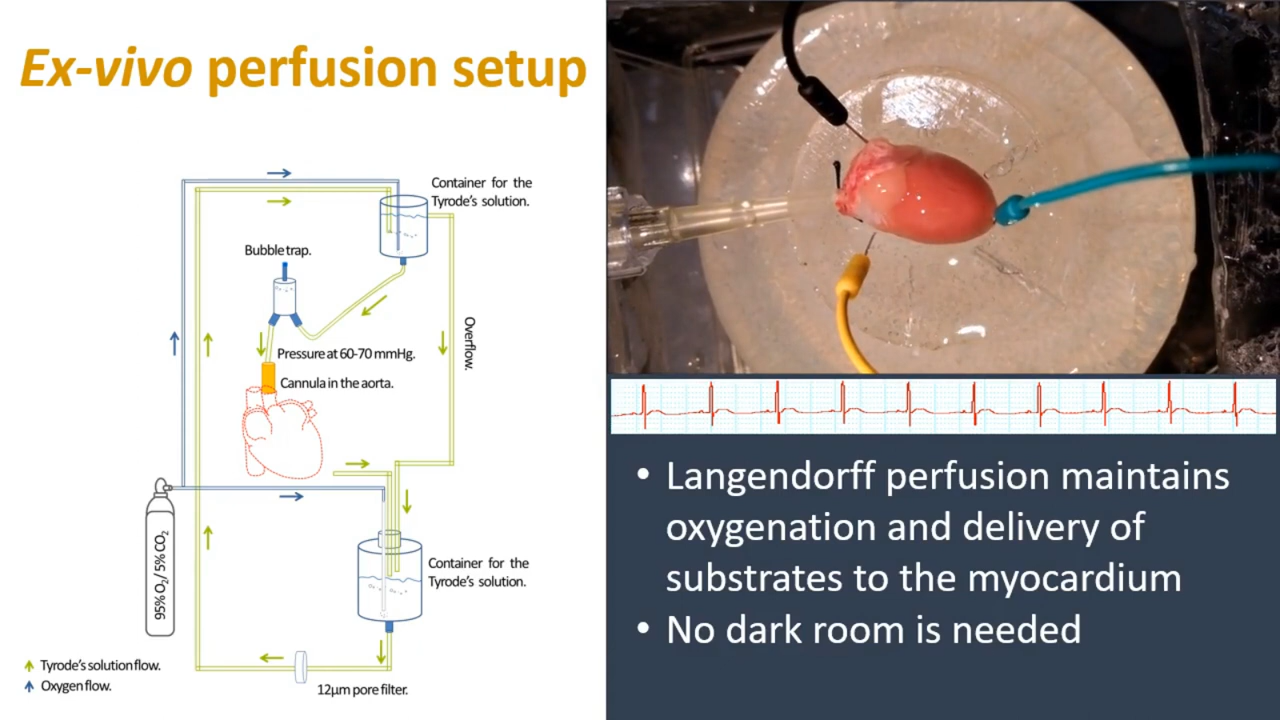 Ex-vivo perfusion setup
Container for the
Tyrode's solution.
Bubble trap.
Overflow.
Pressure at 60-70 mmHg.
Cannula in the aorta.
95% O2/ 5% CO2
Container for the
Tyrode's solution.
Tyrode's solution flow.
Oxygen flow.
12µm pore filter.
• Langendorff perfusion maintains
oxygenation and delivery of
substrates to the myocardium
• No dark room is needed